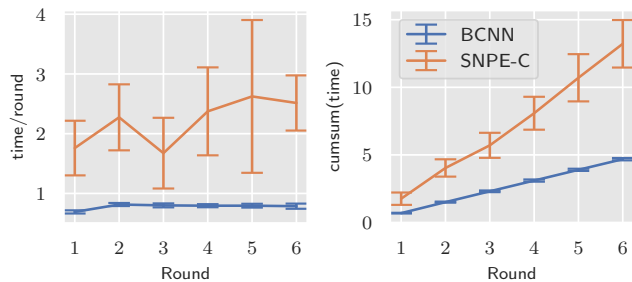 4
3
2
1
time/round
1 2 3 4 5 6
Round
15
10
5
0
cumsum(time)
BCNN
SNPE-C
1 2 3 4 5 6
Round